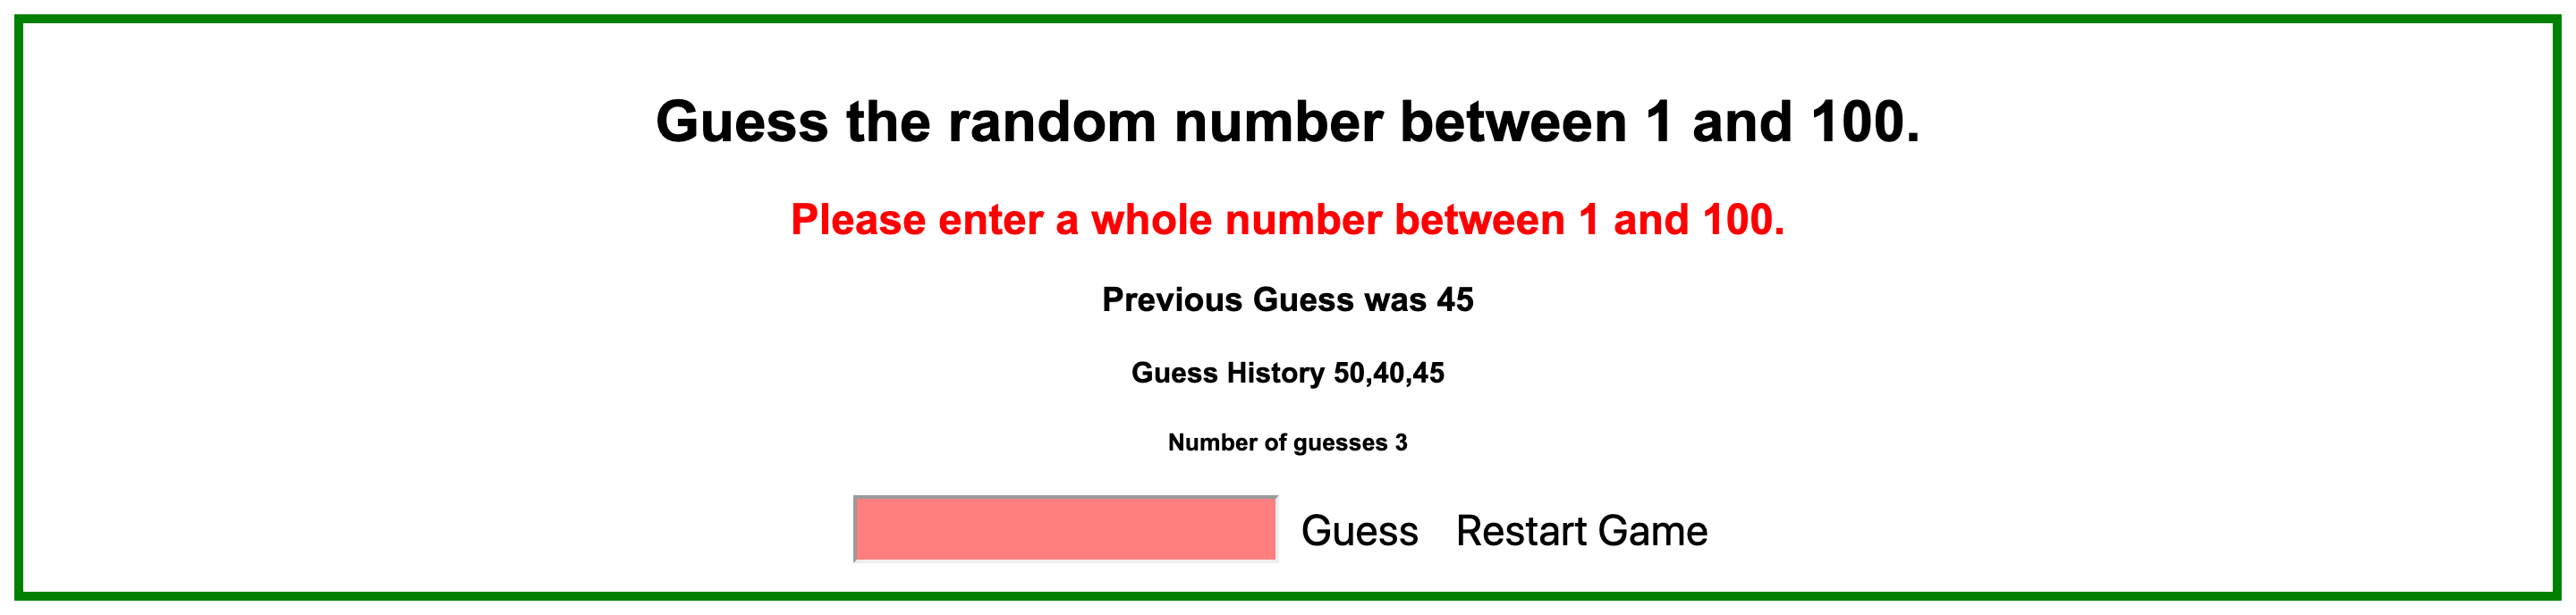 Guess the random number between 1 and 100.
Please enter a whole number between 1 and 100.
Previous Guess was 45
Guess History 50,40,45
Number of guesses 3
Guess Restart Game